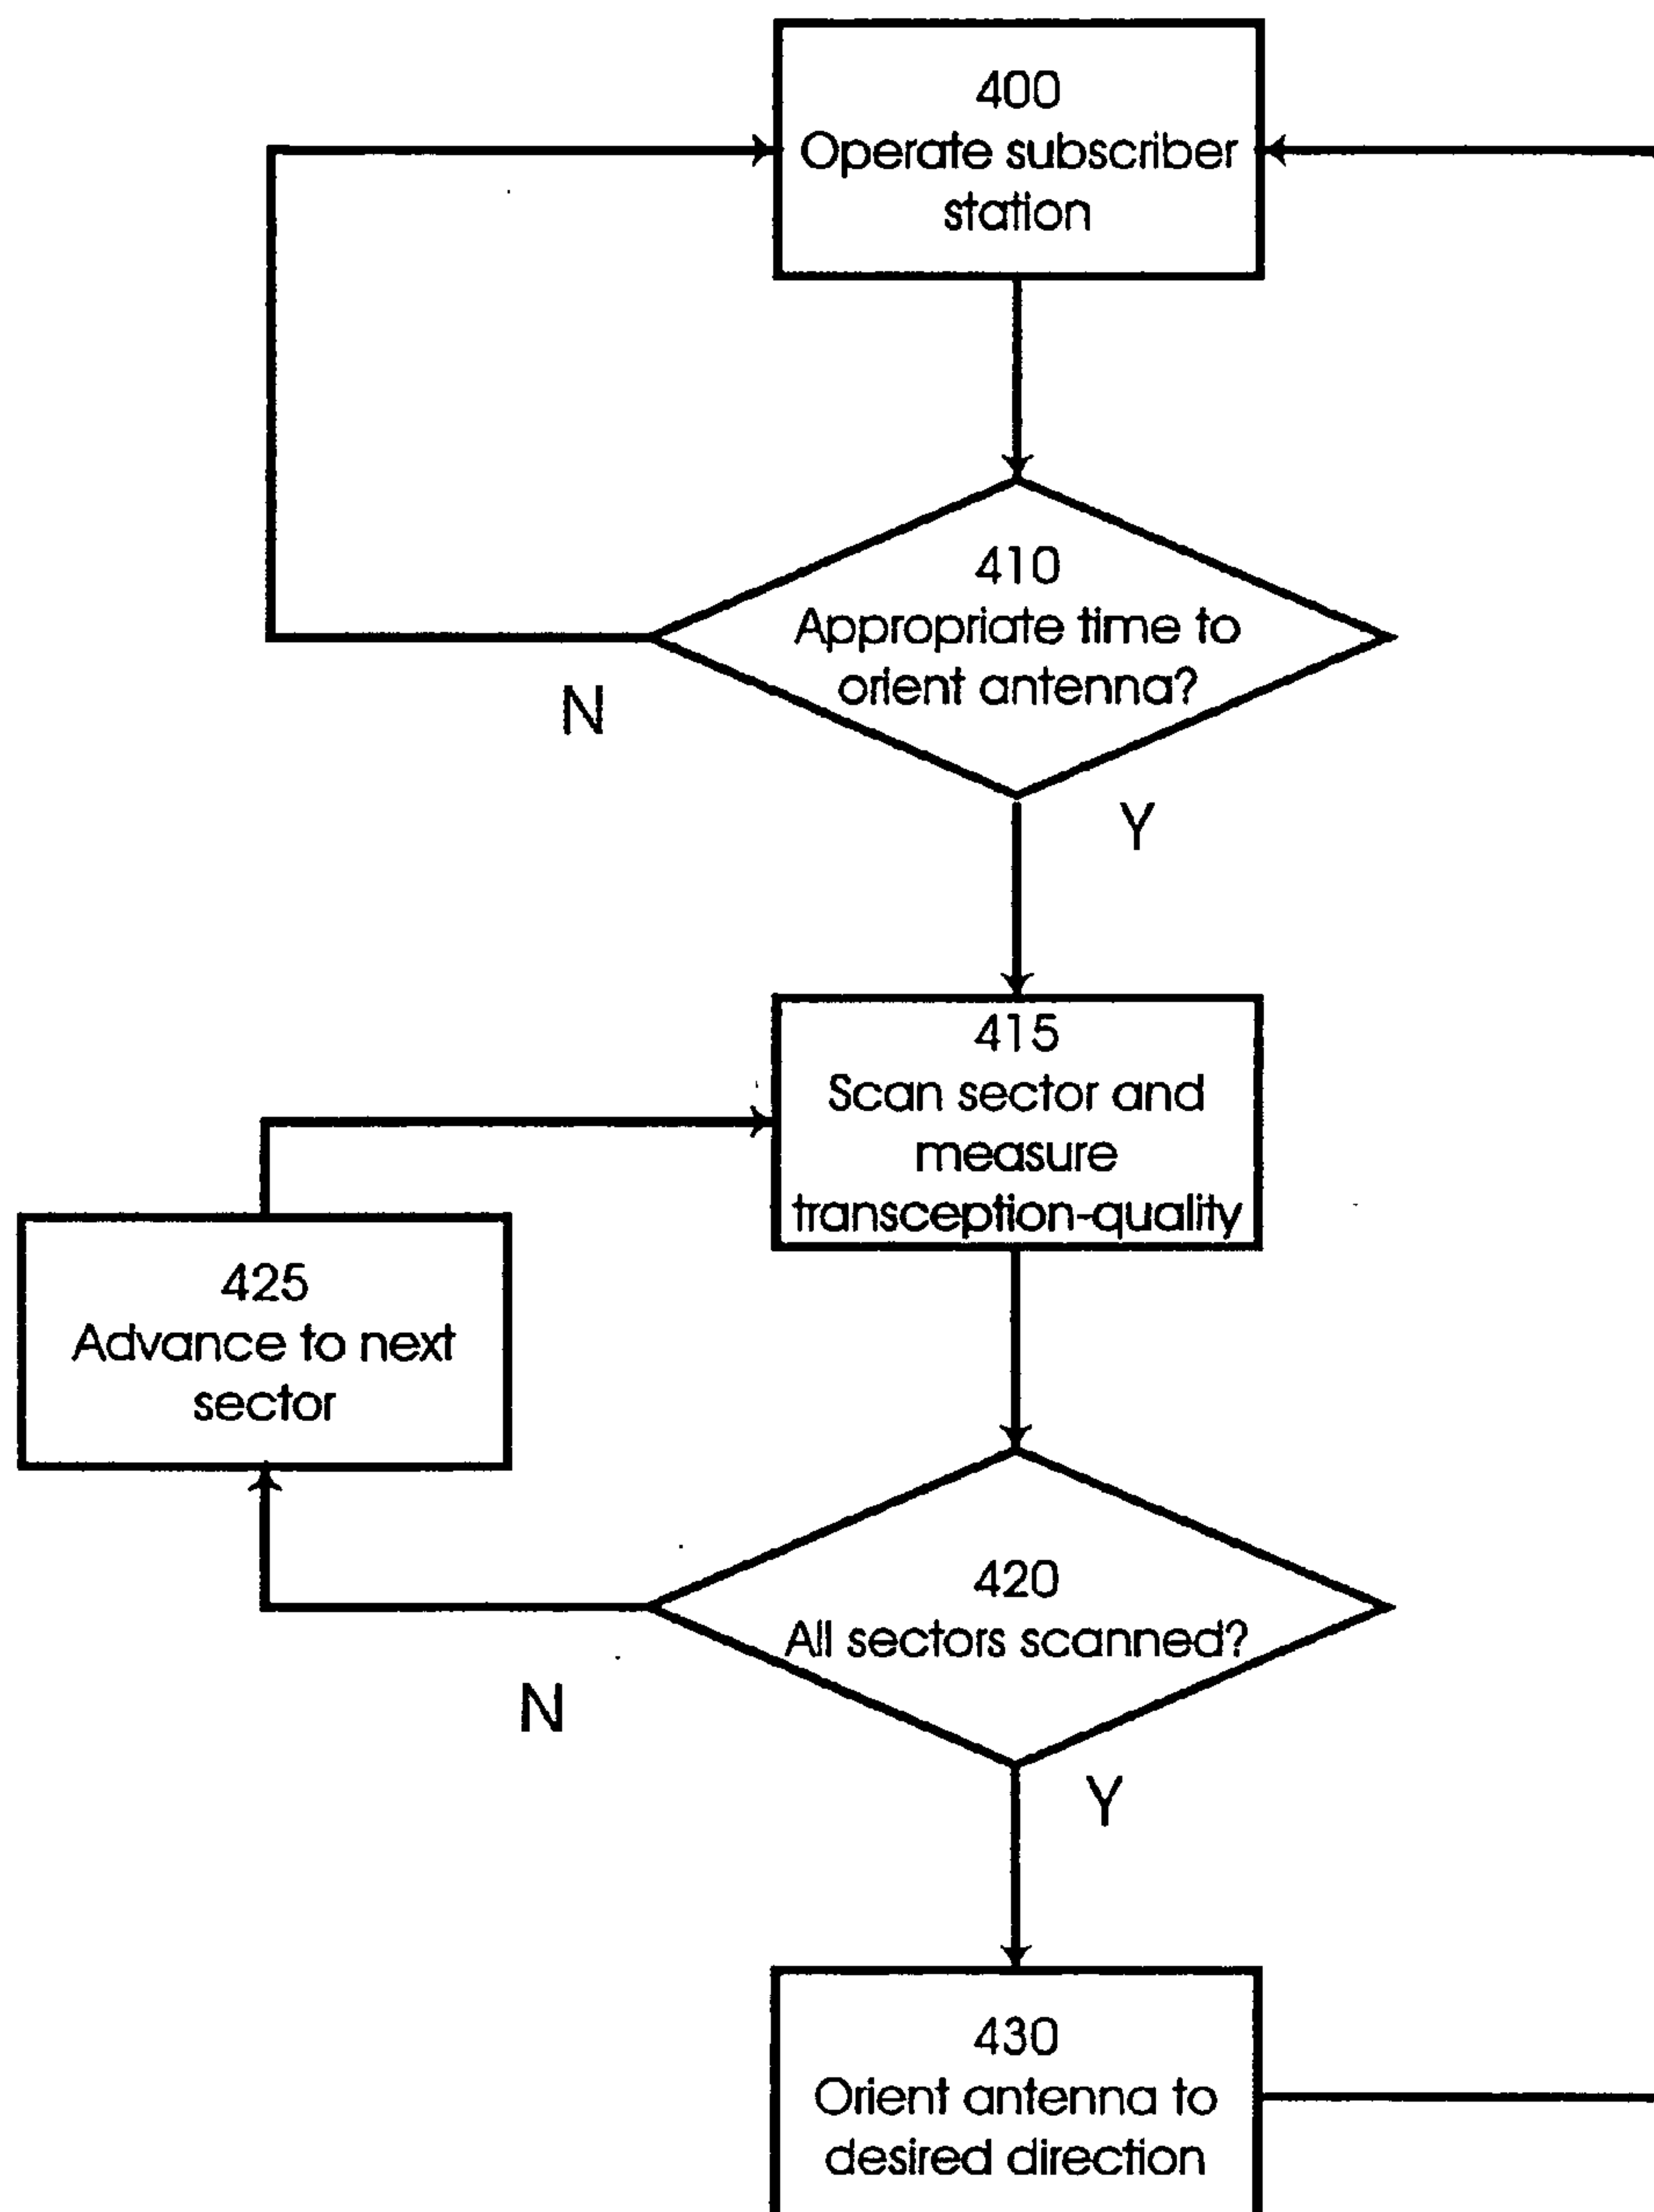 400
Operate subscriber
station
410
Appropriate time to
orient antenna?
N
Y
415
Scan sector and
measure
transception-quality
425
Advance to next
sector
420
All sectors scanned?
N
Y
430
Orient antenna to
desired direction